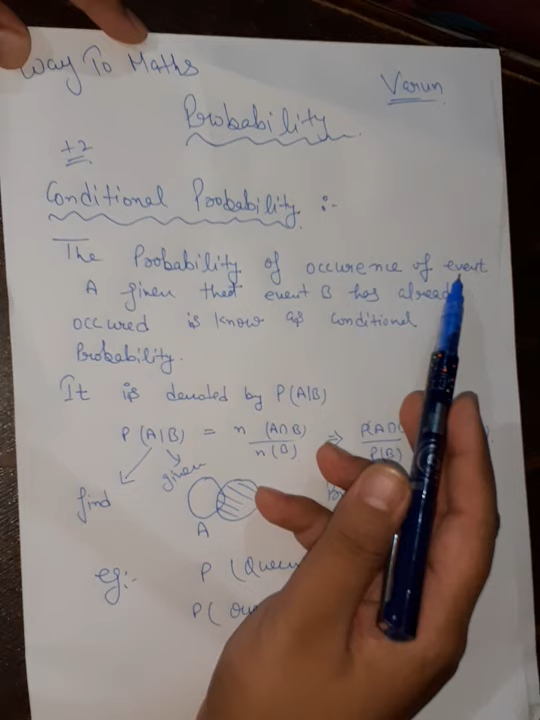 Way To Maths
Varun
Probability
+2
Conditional Probability :-
The Probability of occurence of event
A given that event B has already
occured is know as conditional
Probability.
It is denoted by P(A|B)
P(A|B) = n(A∩B)/n(B) ⇒ P(A∩
P(B)
find given
A
eg:- P(Queen
P(